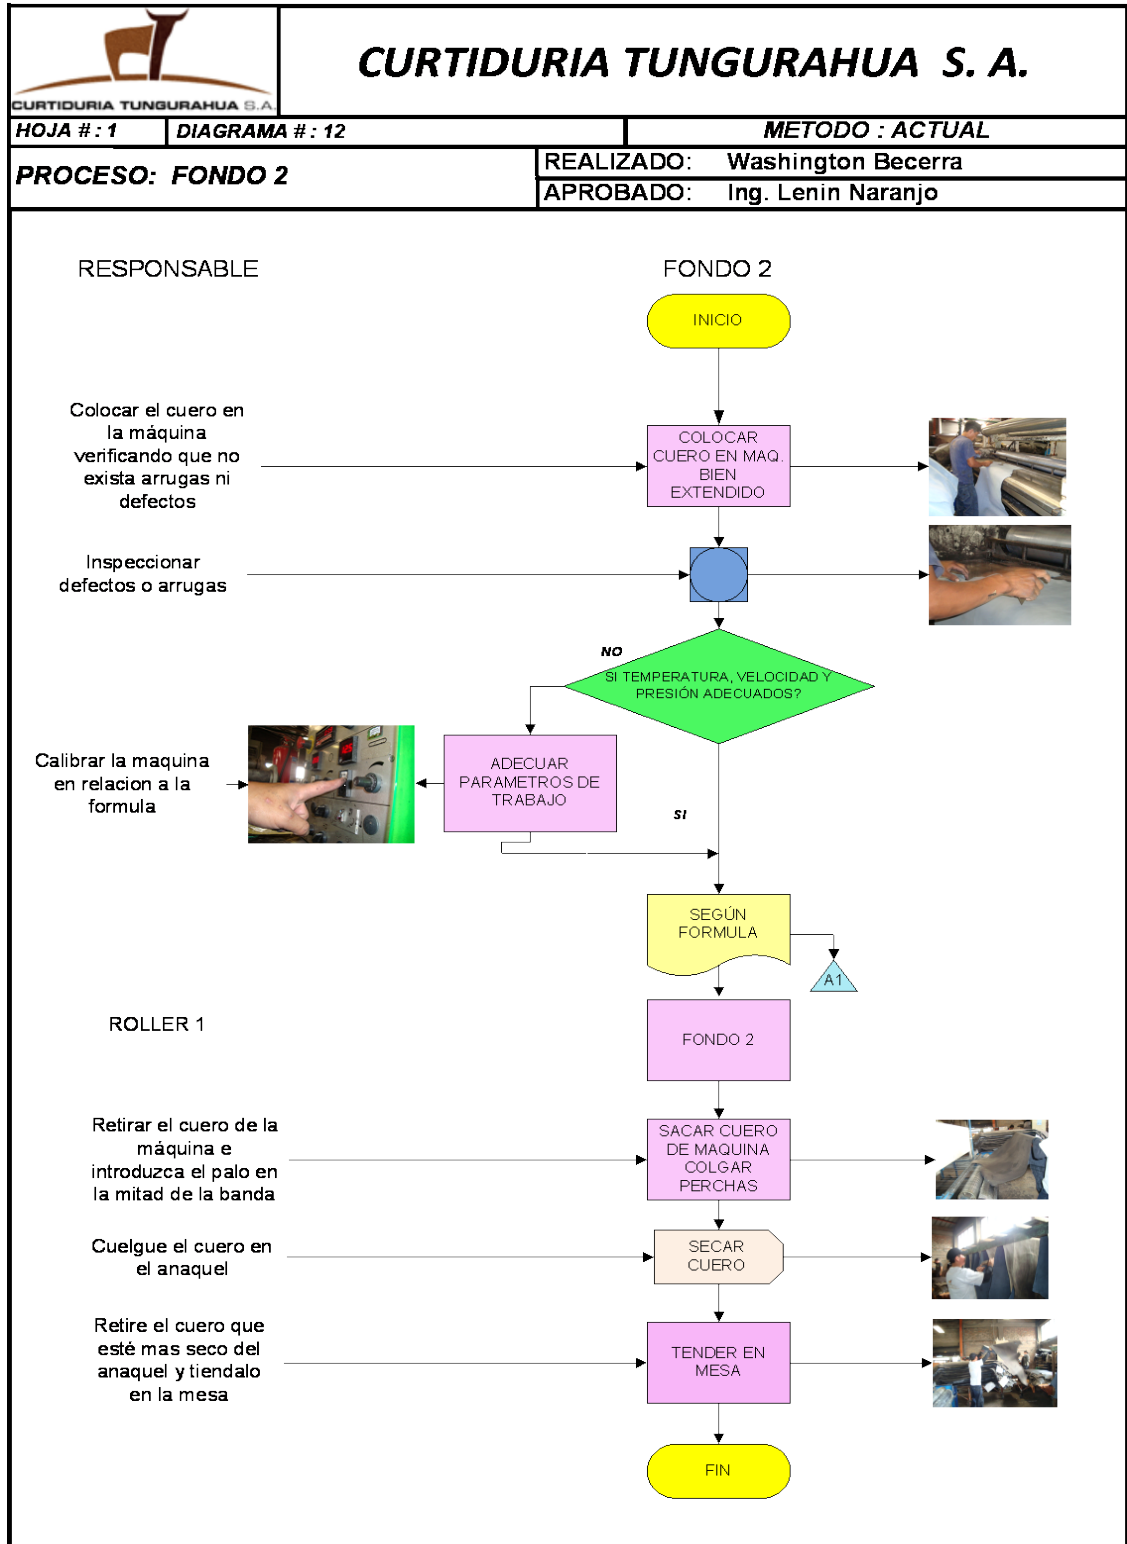 CURTIDURIA TUNGURAHUA S.A.
CURTIDURIA TUNGURAHUA S. A.
HOJA # : 1
DIAGRAMA # : 12
METODO : ACTUAL
PROCESO: FONDO 2
REALIZADO: Washington Becerra
APROBADO: Ing. Lenin Naranjo
RESPONSABLE
FONDO 2
INICIO
Colocar el cuero en
la máquina
verificando que no
exista arrugas ni
defectos
COLOCAR
CUERO EN MAQ.
BIEN
EXTENDIDO
Inspeccionar
defectos o arrugas
NO
SI TEMPERATURA, VELOCIDAD Y
PRESIÓN ADECUADOS?
Calibrar la maquina
en relacion a la
formula
ADECUAR
PARAMETROS DE
TRABAJO
SI
SEGÚN
FORMULA
A1
ROLLER 1
FONDO 2
Retirar el cuero de la
máquina e
introduzca el palo en
la mitad de la banda
SACAR CUERO
DE MAQUINA
COLGAR
PERCHAS
Cuelgue el cuero en
el anaquel
SECAR
CUERO
Retire el cuero que
esté mas seco del
anaquel y tiendalo
en la mesa
TENDER EN
MESA
FIN